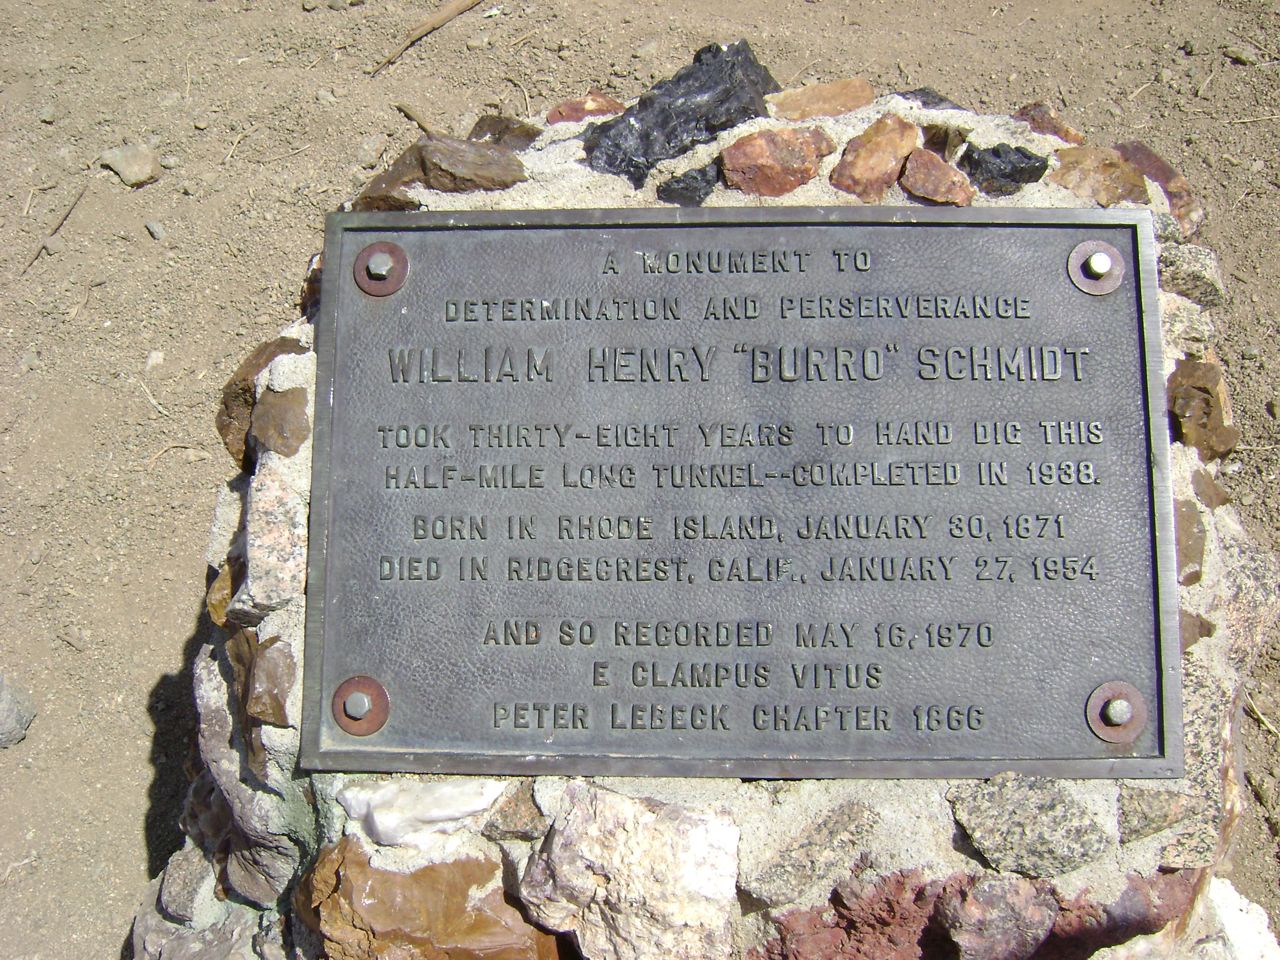 A MONUMENT TO
DETERMINATION AND PERSERVERANCE
WILLIAM HENRY "BURRO" SCHMIDT
TOOK THIRTY-EIGHT YEARS TO HAND DIG THIS
HALF-MILE LONG TUNNEL--COMPLETED IN 1938.
BORN IN RHODE ISLAND, JANUARY 30, 1871
DIED IN RIDGECREST, CALIF., JANUARY 27, 1954
AND SO RECORDED MAY 16, 1970
E CLAMPUS VITUS
PETER LEBECK CHAPTER 1866